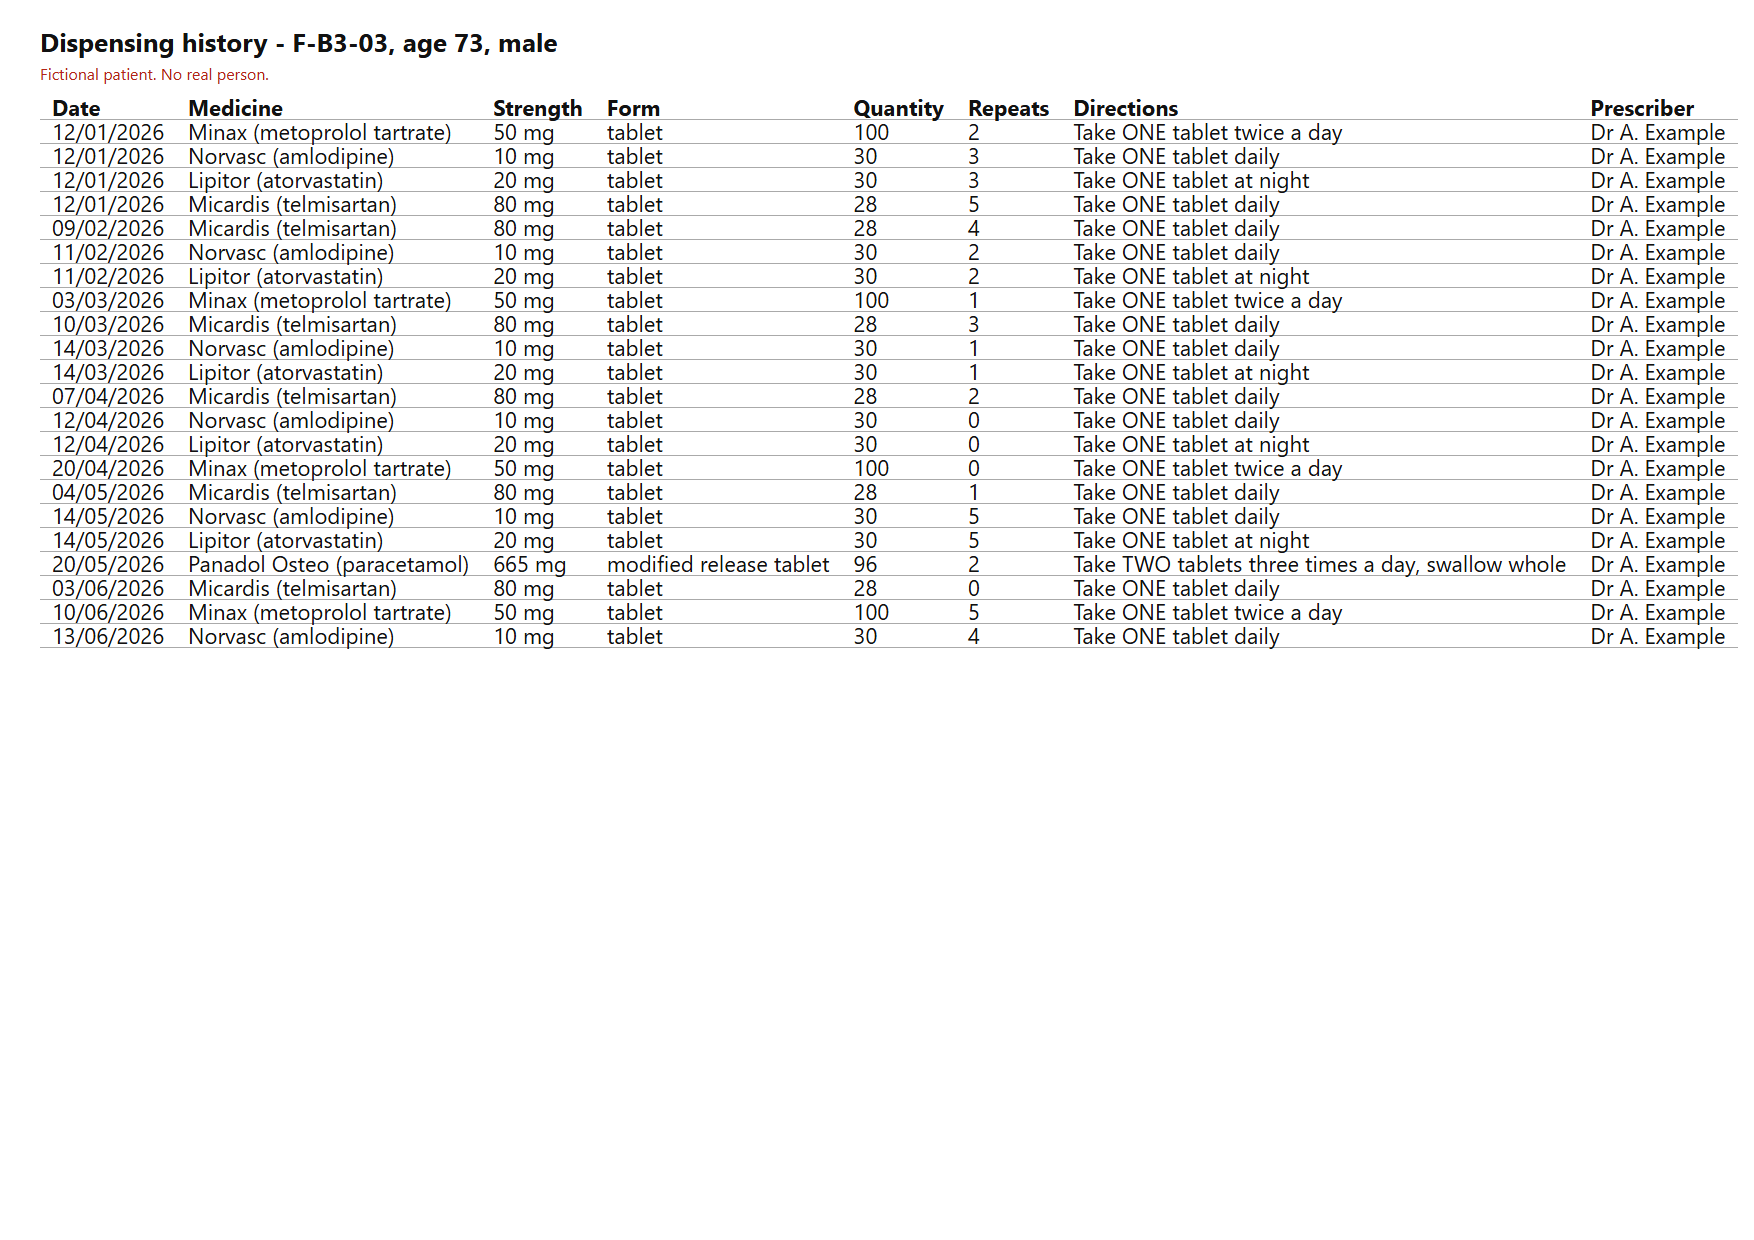 Dispensing history - F-B3-03, age 73, male
Fictional patient. No real person.
Date Medicine Strength Form Quantity Repeats Directions Prescriber
12/01/2026 Minax (metoprolol tartrate) 50 mg tablet 100 2 Take ONE tablet twice a day Dr A. Example
12/01/2026 Norvasc (amlodipine) 10 mg tablet 30 3 Take ONE tablet daily Dr A. Example
12/01/2026 Lipitor (atorvastatin) 20 mg tablet 30 3 Take ONE tablet at night Dr A. Example
12/01/2026 Micardis (telmisartan) 80 mg tablet 28 5 Take ONE tablet daily Dr A. Example
09/02/2026 Micardis (telmisartan) 80 mg tablet 28 4 Take ONE tablet daily Dr A. Example
11/02/2026 Norvasc (amlodipine) 10 mg tablet 30 2 Take ONE tablet daily Dr A. Example
11/02/2026 Lipitor (atorvastatin) 20 mg tablet 30 2 Take ONE tablet at night Dr A. Example
03/03/2026 Minax (metoprolol tartrate) 50 mg tablet 100 1 Take ONE tablet twice a day Dr A. Example
10/03/2026 Micardis (telmisartan) 80 mg tablet 28 3 Take ONE tablet daily Dr A. Example
14/03/2026 Norvasc (amlodipine) 10 mg tablet 30 1 Take ONE tablet daily Dr A. Example
14/03/2026 Lipitor (atorvastatin) 20 mg tablet 30 1 Take ONE tablet at night Dr A. Example
07/04/2026 Micardis (telmisartan) 80 mg tablet 28 2 Take ONE tablet daily Dr A. Example
12/04/2026 Norvasc (amlodipine) 10 mg tablet 30 0 Take ONE tablet daily Dr A. Example
12/04/2026 Lipitor (atorvastatin) 20 mg tablet 30 0 Take ONE tablet at night Dr A. Example
20/04/2026 Minax (metoprolol tartrate) 50 mg tablet 100 0 Take ONE tablet twice a day Dr A. Example
04/05/2026 Micardis (telmisartan) 80 mg tablet 28 1 Take ONE tablet daily Dr A. Example
14/05/2026 Norvasc (amlodipine) 10 mg tablet 30 5 Take ONE tablet daily Dr A. Example
14/05/2026 Lipitor (atorvastatin) 20 mg tablet 30 5 Take ONE tablet at night Dr A. Example
20/05/2026 Panadol Osteo (paracetamol) 665 mg modified release tablet 96 2 Take TWO tablets three times a day, swallow whole Dr A. Example
03/06/2026 Micardis (telmisartan) 80 mg tablet 28 0 Take ONE tablet daily Dr A. Example
10/06/2026 Minax (metoprolol tartrate) 50 mg tablet 100 5 Take ONE tablet twice a day Dr A. Example
13/06/2026 Norvasc (amlodipine) 10 mg tablet 30 4 Take ONE tablet daily Dr A. Example